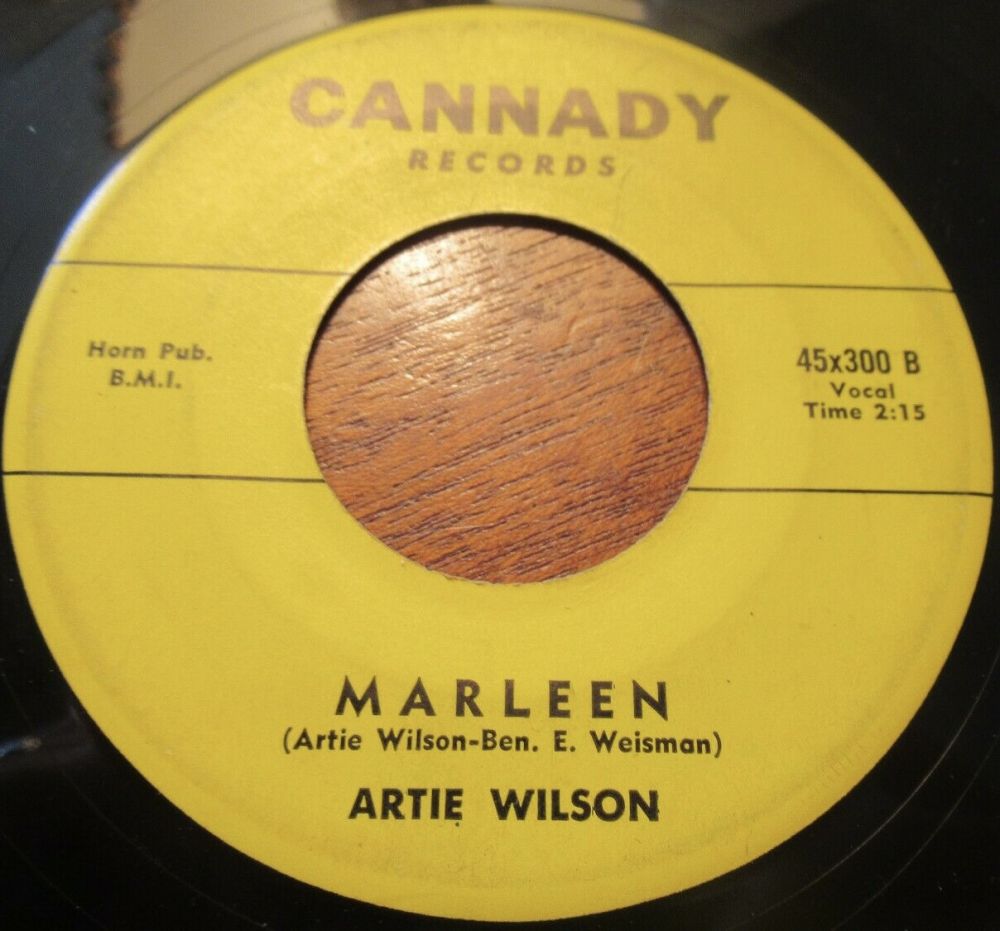 CANNADY
RECORDS
Horn Pub.
B.M.I.
45x300 B
Vocal
Time 2:15
MARLEEN
(Artie Wilson-Ben. E. Weisman)
ARTIE WILSON